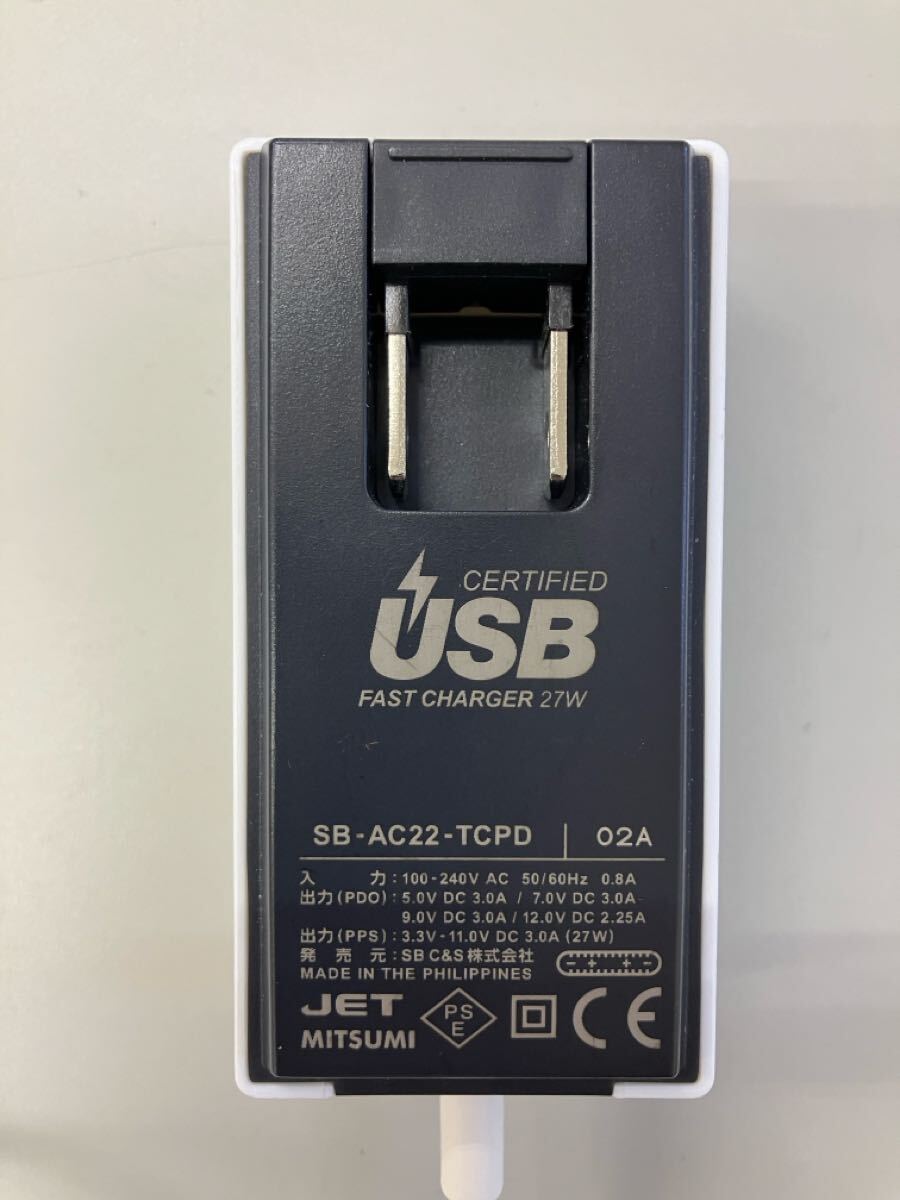 CERTIFIED
USB
FAST CHARGER 27W
SB-AC22-TCPD | 02A
入 力 : 100-240V AC 50/60Hz 0.8A
出力(PDO) : 5.0V DC 3.0A / 7.0V DC 3.0A
9.0V DC 3.0A / 12.0V DC 2.25A
出力(PPS) : 3.3V-11.0V DC 3.0A (27W)
発 売 元 : SB C&S株式会社
MADE IN THE PHILIPPINES
- + + -
JET
MITSUMI
PS
E
CE